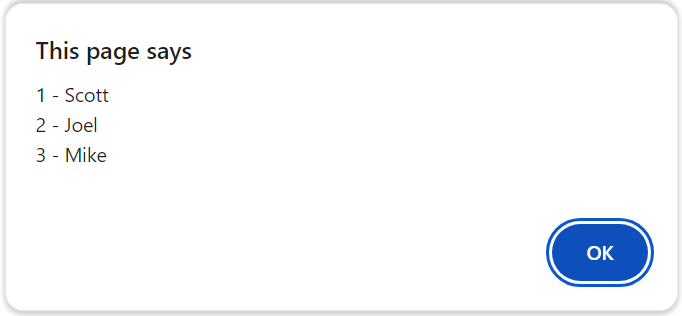 This page says
1 - Scott
2 - Joel
3 - Mike
OK